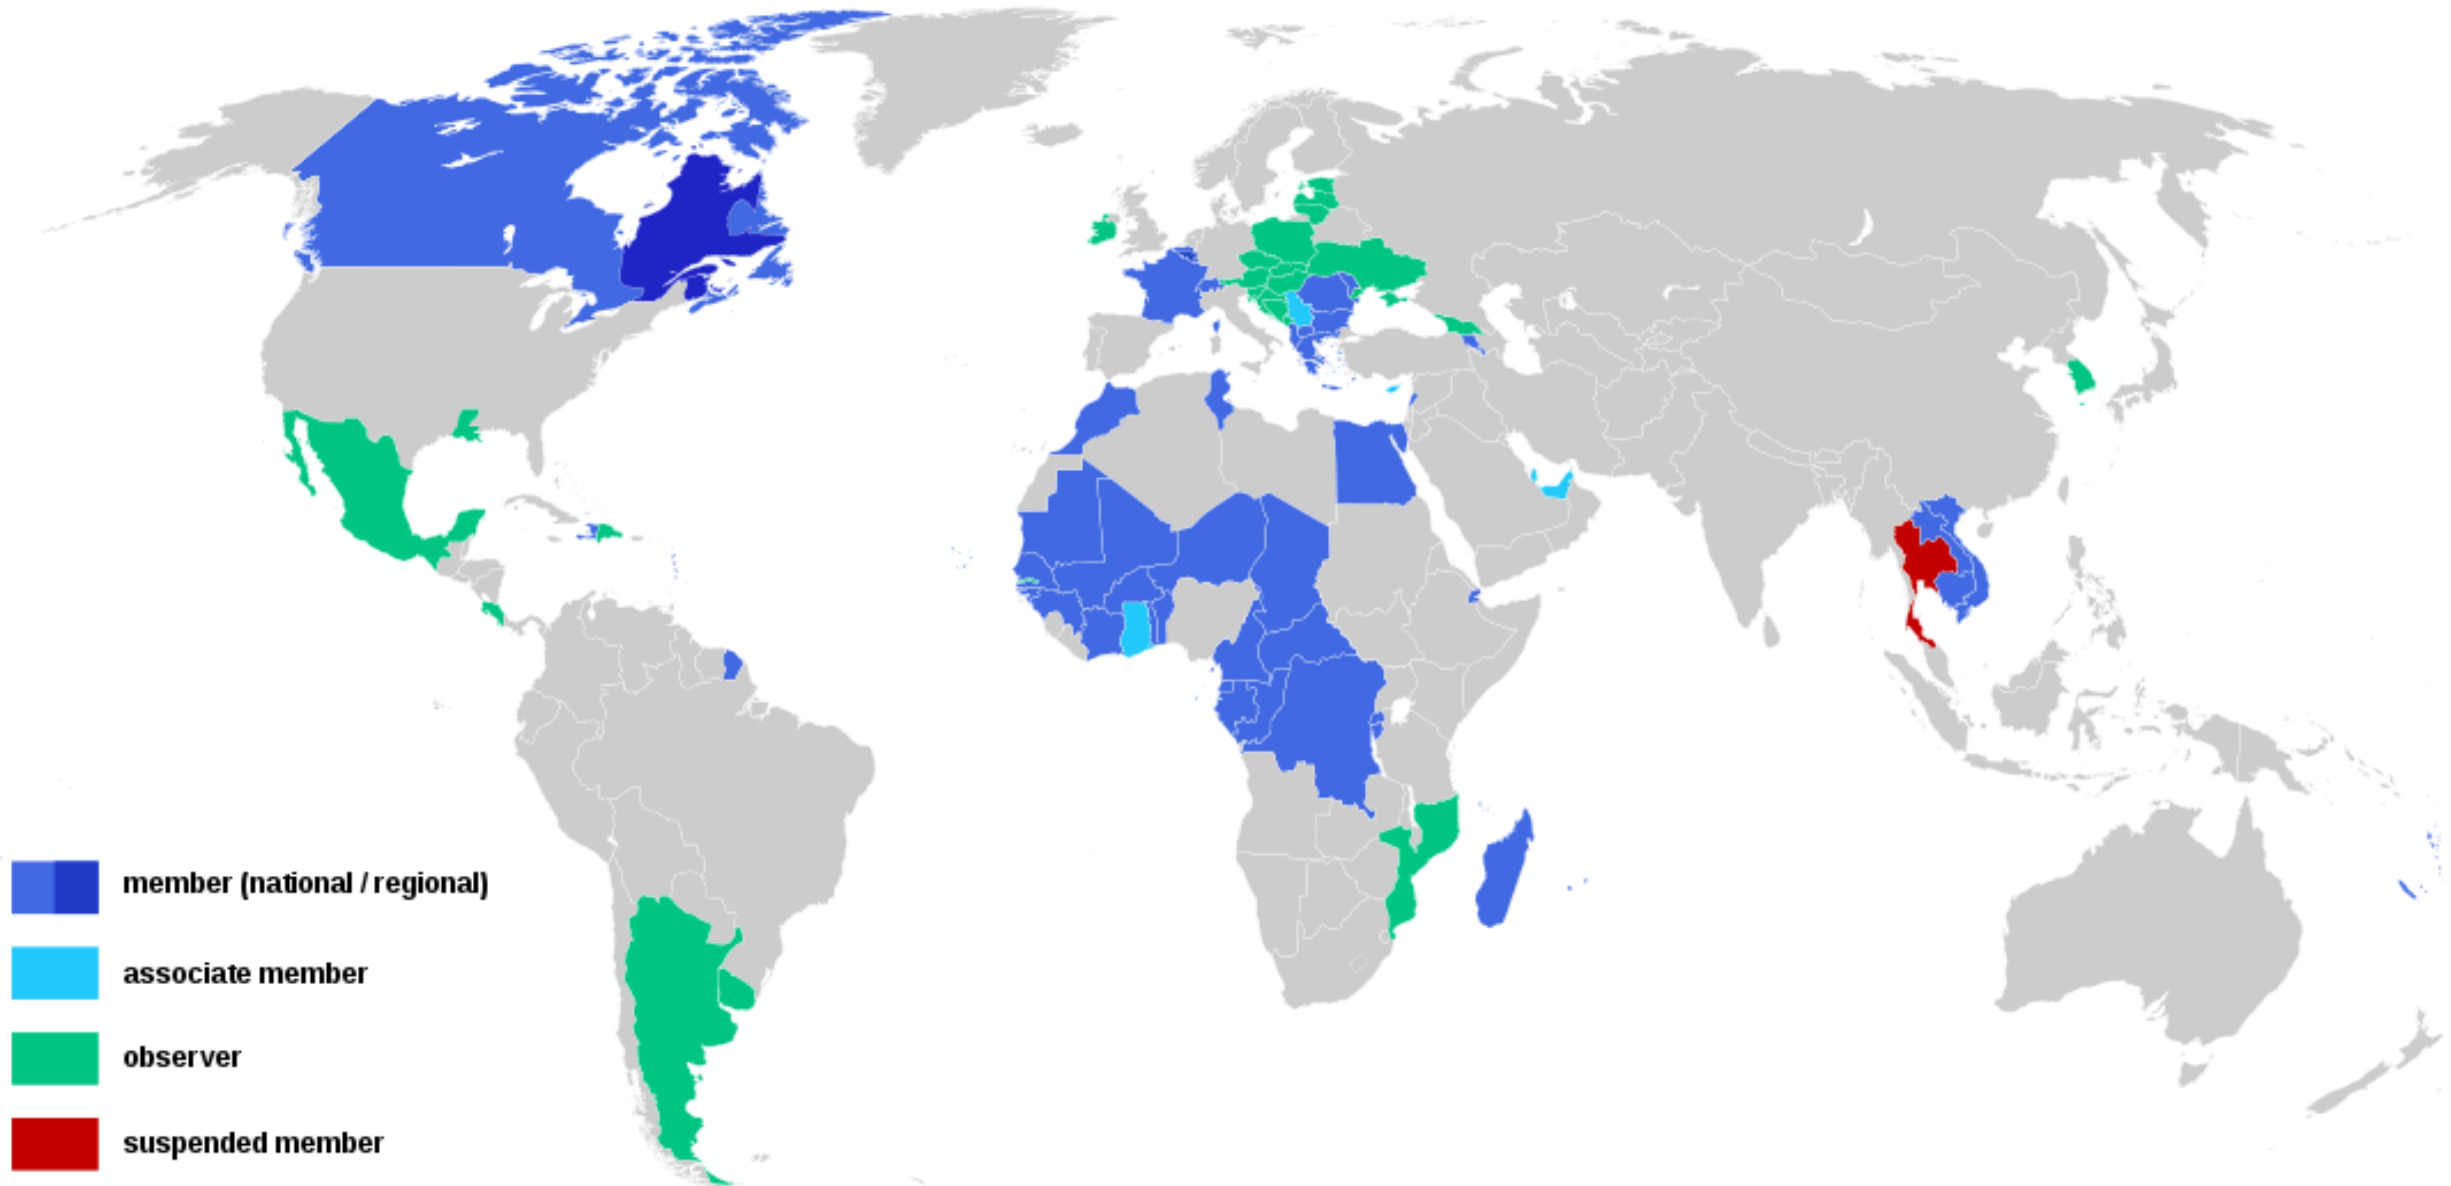 member (national / regional)
associate member
observer
suspended member